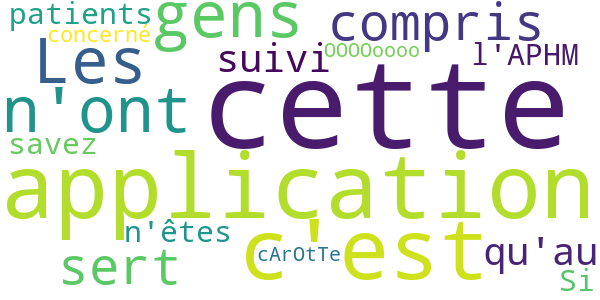 patients gens compris
concerné
Les suivi OOOOoooo l'APHM
n'ont cette
savez
application
n'êtes c'est qu'au
sert cArOtTe Si